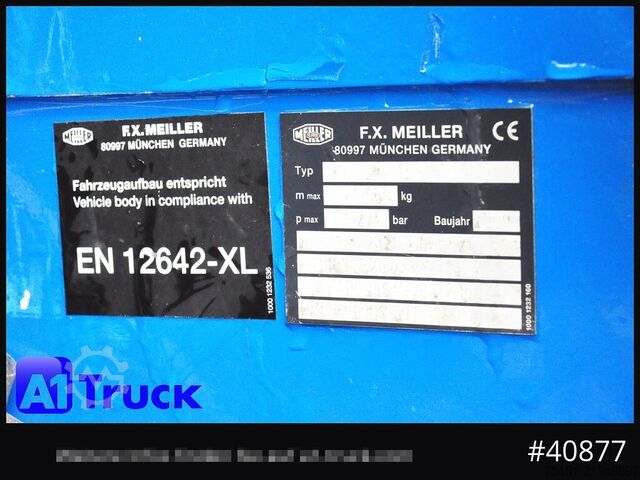 MEILLER
F.X. MEILLER
80997 MÜNCHEN GERMANY
Fahrzeugaufbau entspricht
Vehicle body in compliance with
EN 12642-XL
1000 1232 536
MEILLER
F.X. MEILLER
CE
80997 MÜNCHEN GERMANY
Typ
m max kg
p max bar Baujahr
1000 1232 160
A1 Truck
#40877